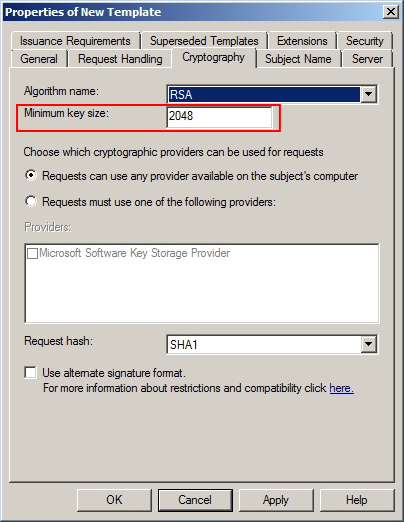 Properties of New Template
Issuance Requirements Superseded Templates Extensions Security
General Request Handling Cryptography Subject Name Server
Algorithm name: RSA
Minimum key size: 2048
Choose which cryptographic providers can be used for requests
Requests can use any provider available on the subject's computer
Requests must use one of the following providers:
Providers:
Microsoft Software Key Storage Provider
Request hash: SHA1
Use alternate signature format.
For more information about restrictions and compatibility click here.
OK Cancel Apply Help